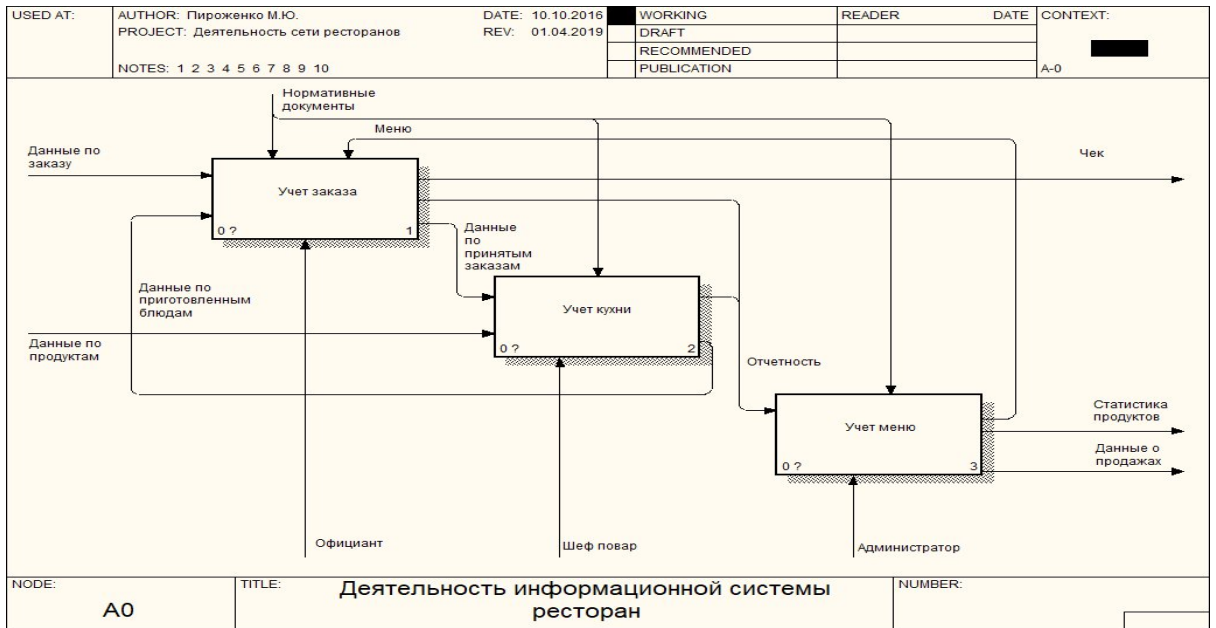 USED AT:
AUTHOR: Пироженко М.Ю.
DATE: 10.10.2016
WORKING
READER
DATE
CONTEXT:
PROJECT: Деятельность сети ресторанов
REV: 01.04.2019
DRAFT
RECOMMENDED
NOTES: 1 2 3 4 5 6 7 8 9 10
PUBLICATION
A-0
Нормативные
документы
Меню
Данные по
заказу
Чек
Учет заказа
0 ?
1
Данные
по
принятым
заказам
Данные по
приготовленным
блюдам
Учет кухни
Данные по
продуктам
0 ?
2
Отчетность
Статистика
продуктов
Учет меню
Данные о
продажах
0 ?
3
Официант
Шеф повар
Администратор
NODE:
TITLE:
NUMBER:
A0
Деятельность информационной системы
ресторан